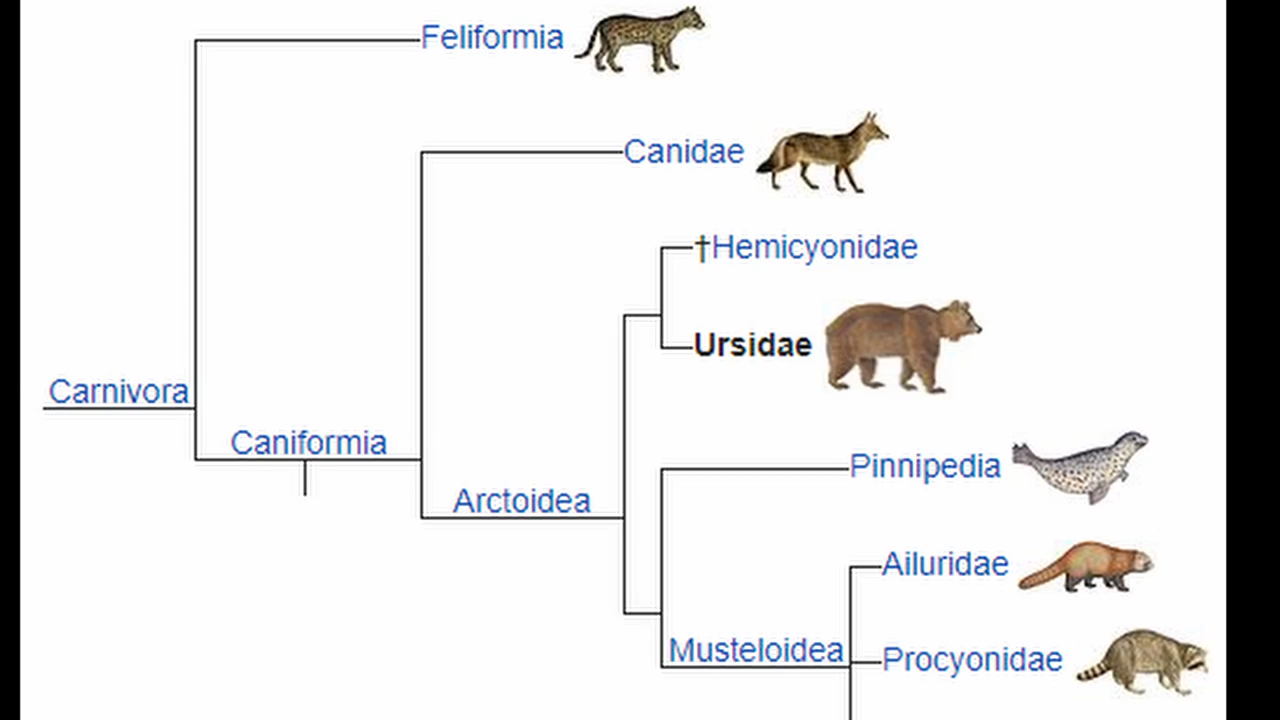 Feliformia
Canidae
†Hemicyonidae
Ursidae
Carnivora
Caniformia
Pinnipedia
Arctoidea
Ailuridae
Musteloidea
Procyonidae